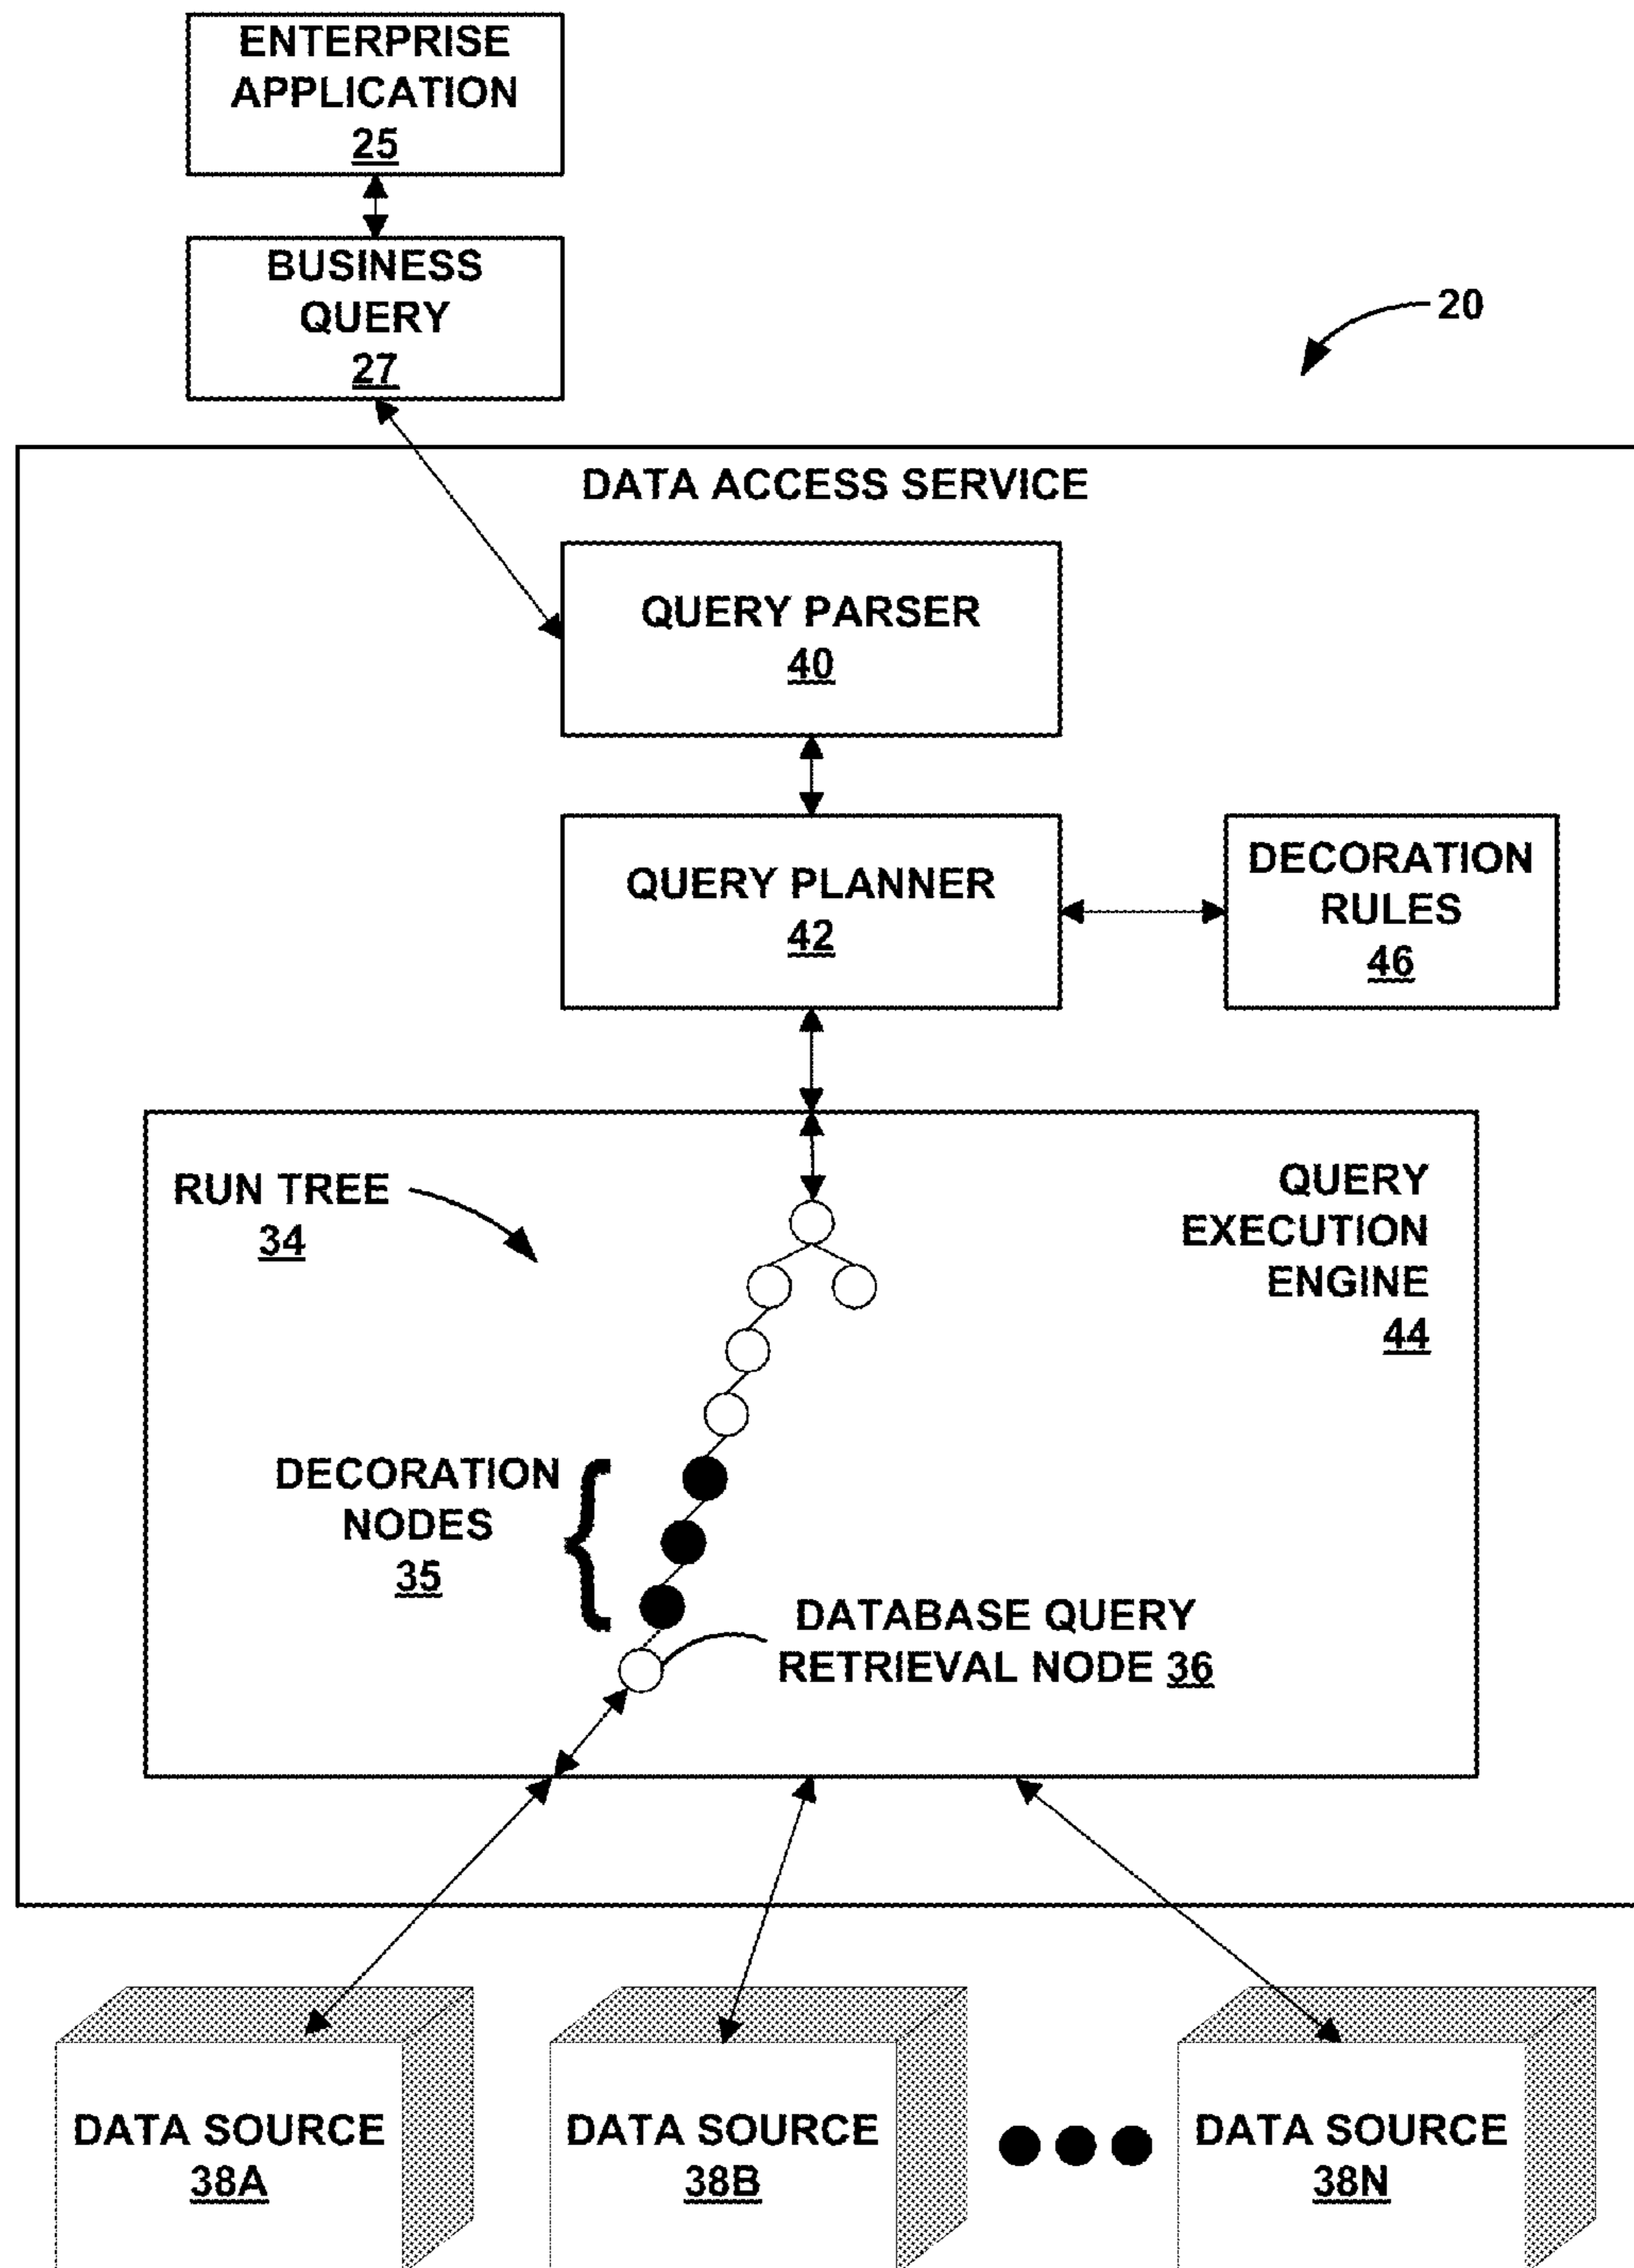 ENTERPRISE
APPLICATION
25
BUSINESS
QUERY
27
20
DATA ACCESS SERVICE
QUERY PARSER
40
QUERY PLANNER
42
DECORATION
RULES
46
RUN TREE
34
QUERY
EXECUTION
ENGINE
44
DECORATION
NODES
35
DATABASE QUERY
RETRIEVAL NODE 36
DATA SOURCE
38A
DATA SOURCE
38B
DATA SOURCE
38N